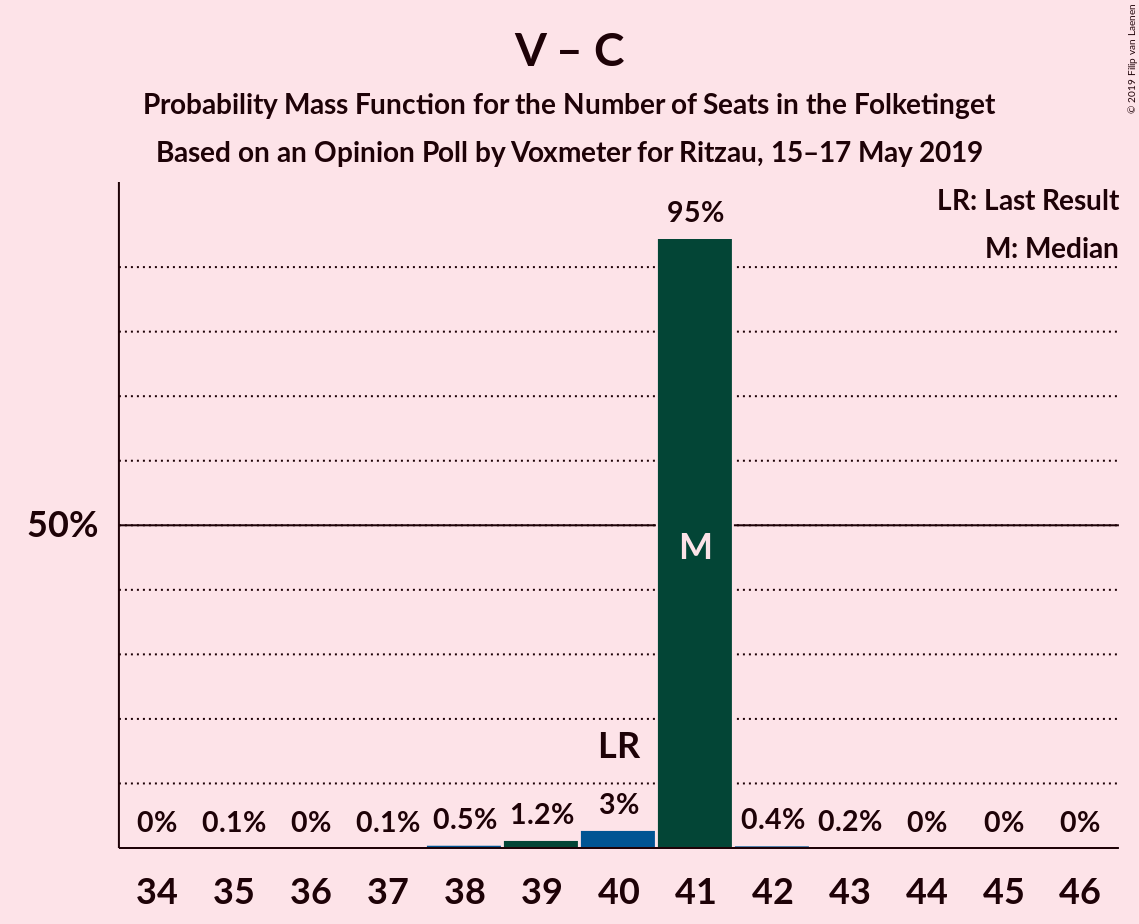 V – C
Probability Mass Function for the Number of Seats in the Folketinget
Based on an Opinion Poll by Voxmeter for Ritzau, 15–17 May 2019
© 2019 Filip van Laenen
LR: Last Result
M: Median
95%
50%
M
LR
0% 0.1% 0% 0.1% 0.5% 1.2% 3% 0.4% 0.2% 0% 0% 0%
34 35 36 37 38 39 40 41 42 43 44 45 46